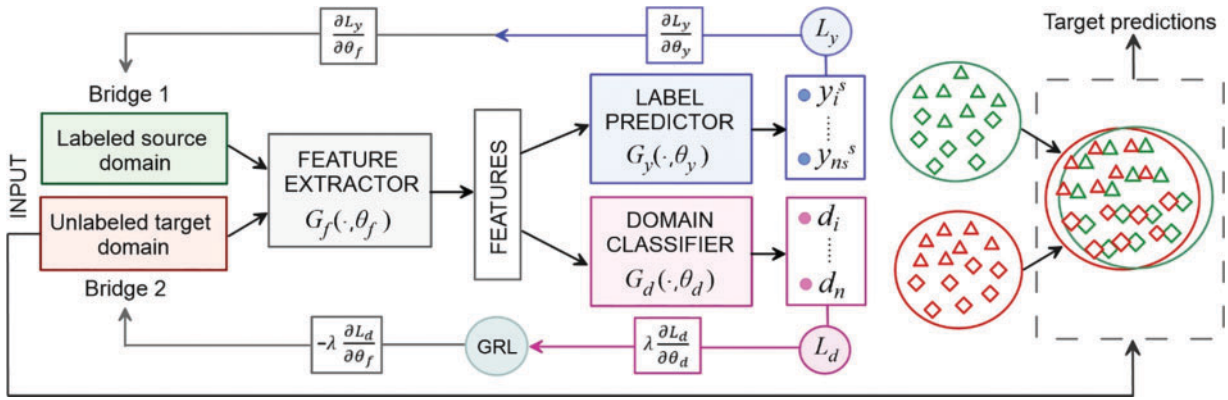 Target predictions
∂L_y/∂θ_f
∂L_y/∂θ_y
L_y
Bridge 1
INPUT
Labeled source
domain
Unlabeled target
domain
Bridge 2
FEATURE
EXTRACTOR
G_f(·,θ_f)
FEATURES
LABEL
PREDICTOR
G_y(·,θ_y)
y_i^s
y_ns^s
DOMAIN
CLASSIFIER
G_d(·,θ_d)
d_i
d_n
-λ ∂L_d/∂θ_f
GRL
λ ∂L_d/∂θ_d
L_d